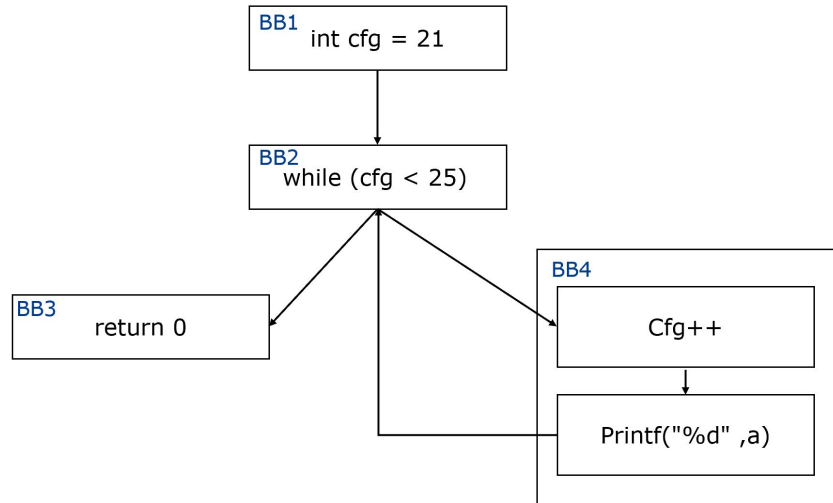 BB1
int cfg = 21
BB2
while (cfg < 25)
BB3
return 0
BB4
Cfg++
Printf("%d" ,a)